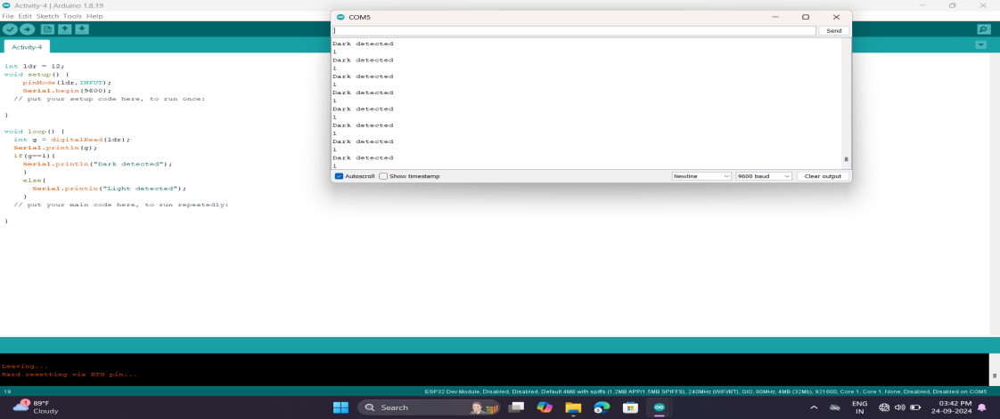 Activity-4 | Arduino 1.8.19
File Edit Sketch Tools Help
Activity-4
int ldr = 12;
void setup() {
pinMode(ldr,INPUT);
Serial.begin(9600);
// put your setup code here, to run once:
}
void loop() {
int g = digitalRead(ldr);
Serial.println(g);
if(g==1){
Serial.println("Dark detected");
}
else{
Serial.println("Light detected");
}
// put your main code here, to run repeatedly:
}
COM5
Send
Dark detected
1
Dark detected
1
Dark detected
1
Dark detected
1
Dark detected
1
Dark detected
1
Dark detected
1
Dark detected
1
Autoscroll Show timestamp
Newline
9600 baud
Clear output
Leaving...
Hard resetting via RTS pin...
19
ESP32 Dev Module, Disabled, Disabled, Default 4MB with spiffs (1.2MB APP/1.5MB SPIFFS), 240MHz (WiFi/BT), QIO, 80MHz, 4MB (32Mb), 921600, Core 1, Core 1, None, Disabled, Disabled on COM5
1
89°F
Cloudy
Search
ENG
IN
03:42 PM
24-09-2024